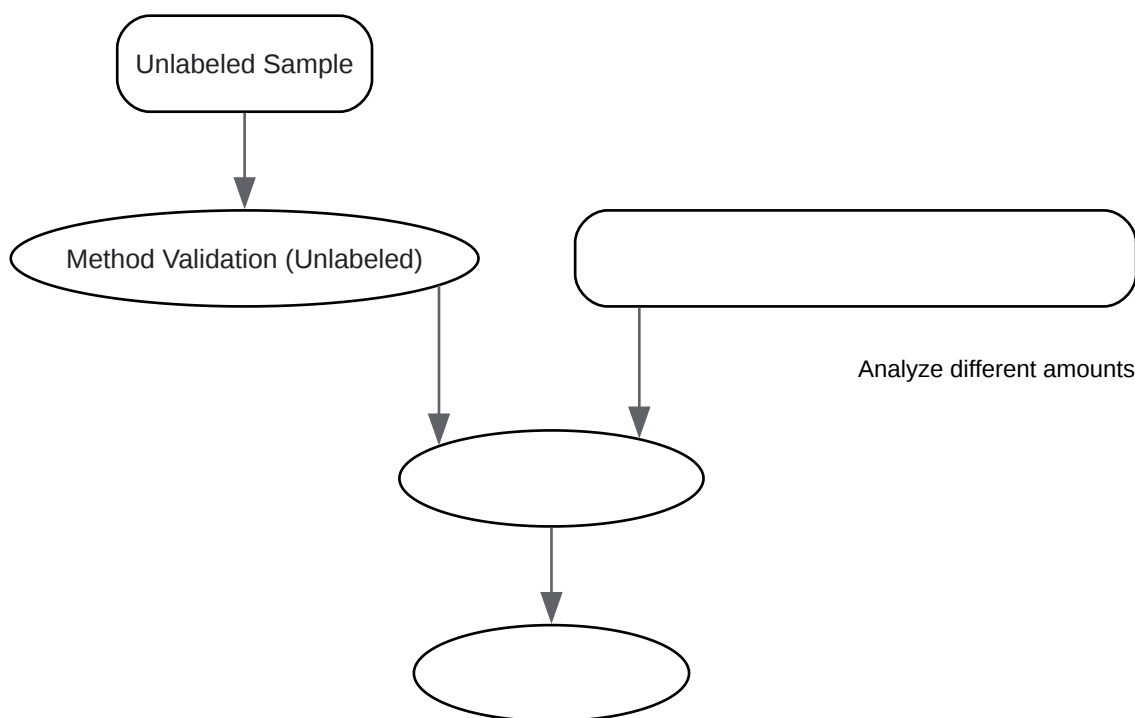 Unlabeled Sample
Method Validation (Unlabeled)
Analyze different amounts